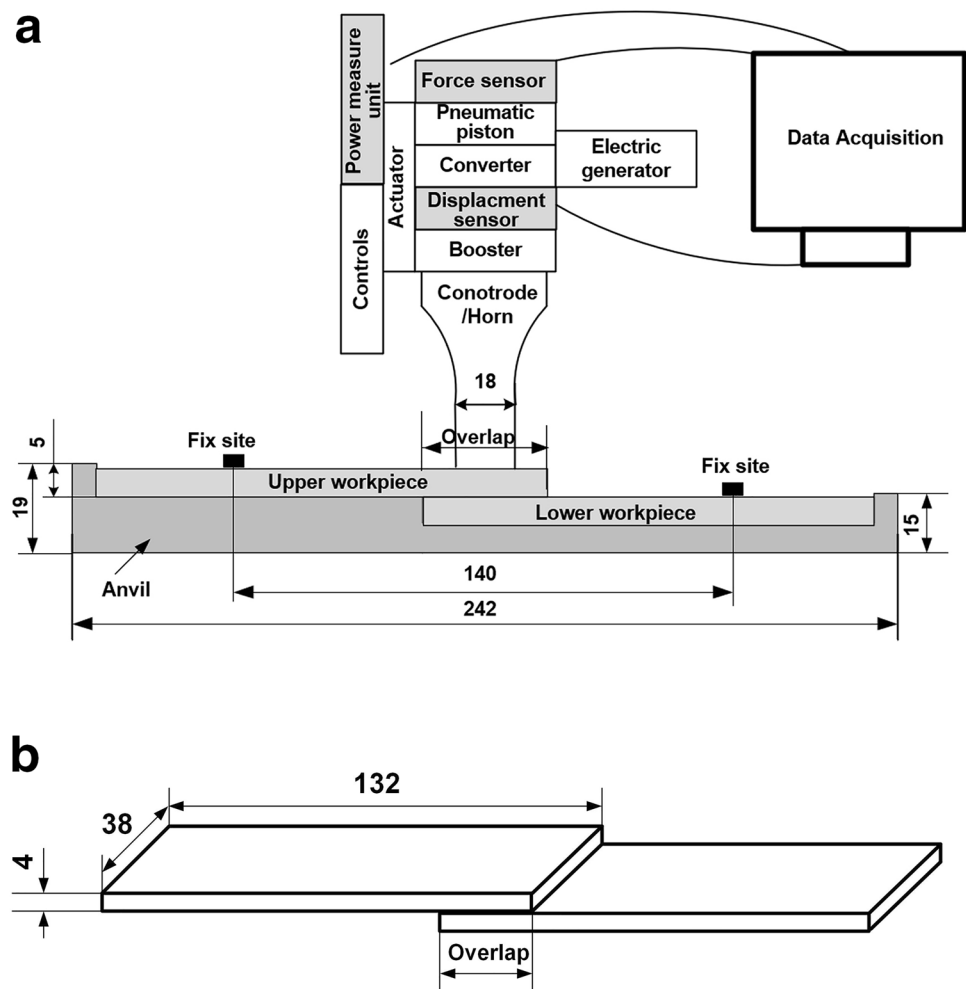 a
Power measure
unit
Controls
Actuator
Force sensor
Pneumatic
piston
Converter
Displacment
sensor
Booster
Conotrode
/Horn
Electric
generator
Data Acquisition
18
Overlap
5
19
Fix site
Fix site
Upper workpiece
Lower workpiece
15
Anvil
140
242
b
132
38
4
Overlap